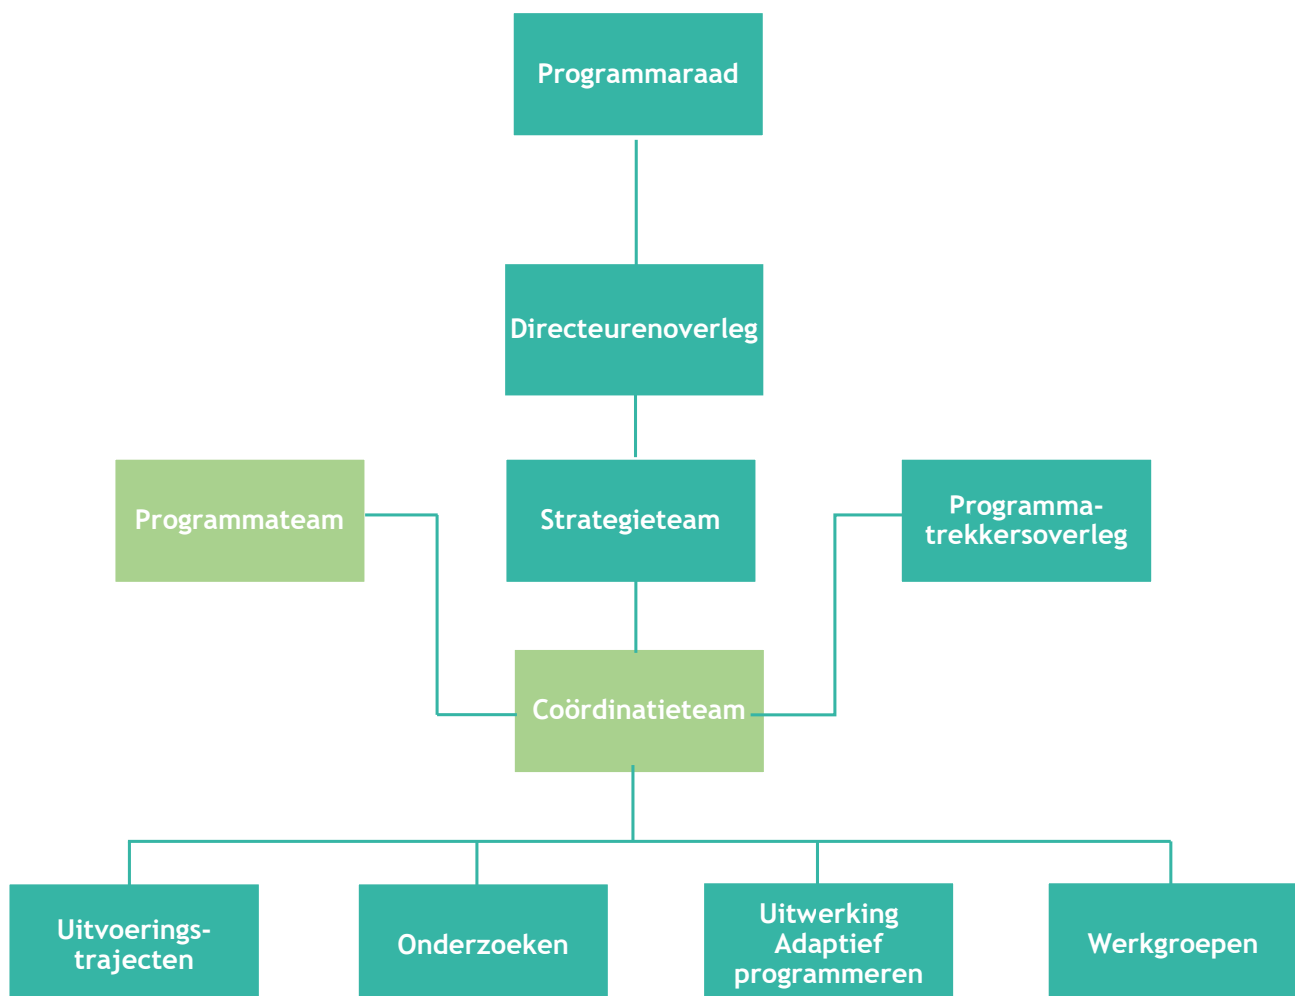 Programmaraad
Directeurenoverleg
Programmateam
Strategieteam
Programma-
trekkersoverleg
Coördinatieteam
Uitvoerings-
trajecten
Onderzoeken
Uitwerking
Adaptief
programmeren
Werkgroepen